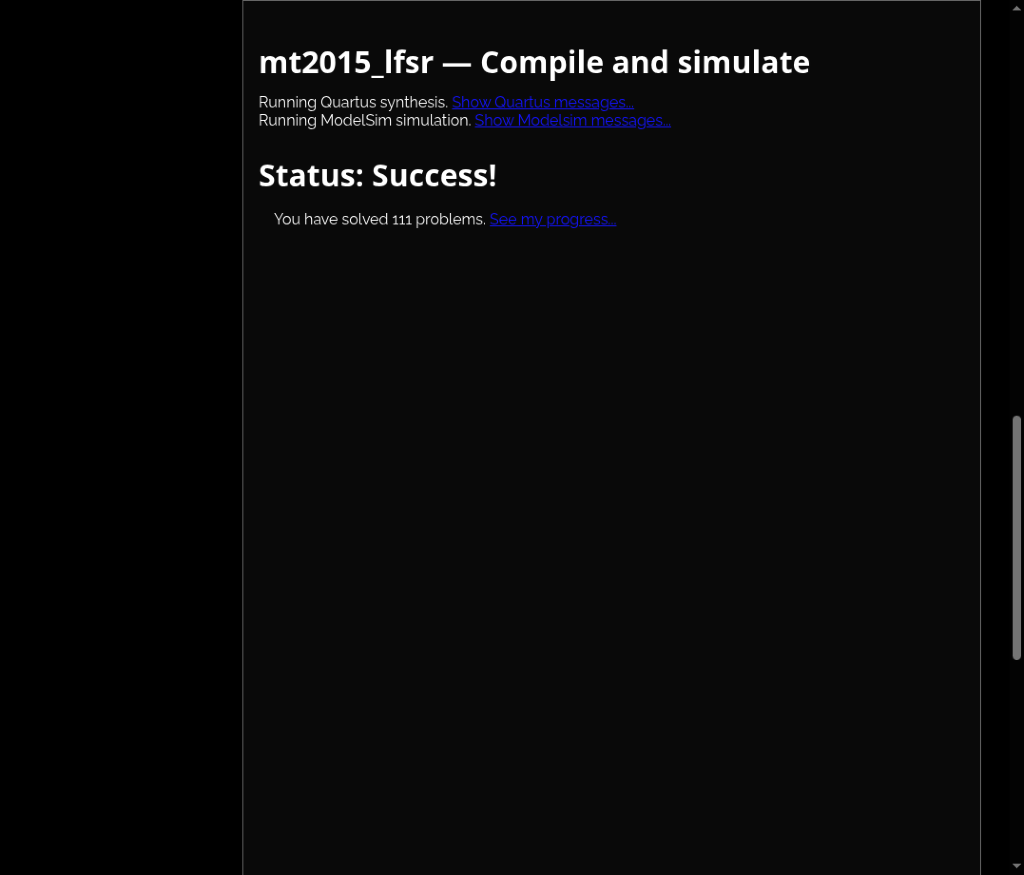 mt2015_lfsr — Compile and simulate
Running Quartus synthesis. Show Quartus messages...
Running ModelSim simulation. Show Modelsim messages...
Status: Success!
You have solved 111 problems. See my progress...